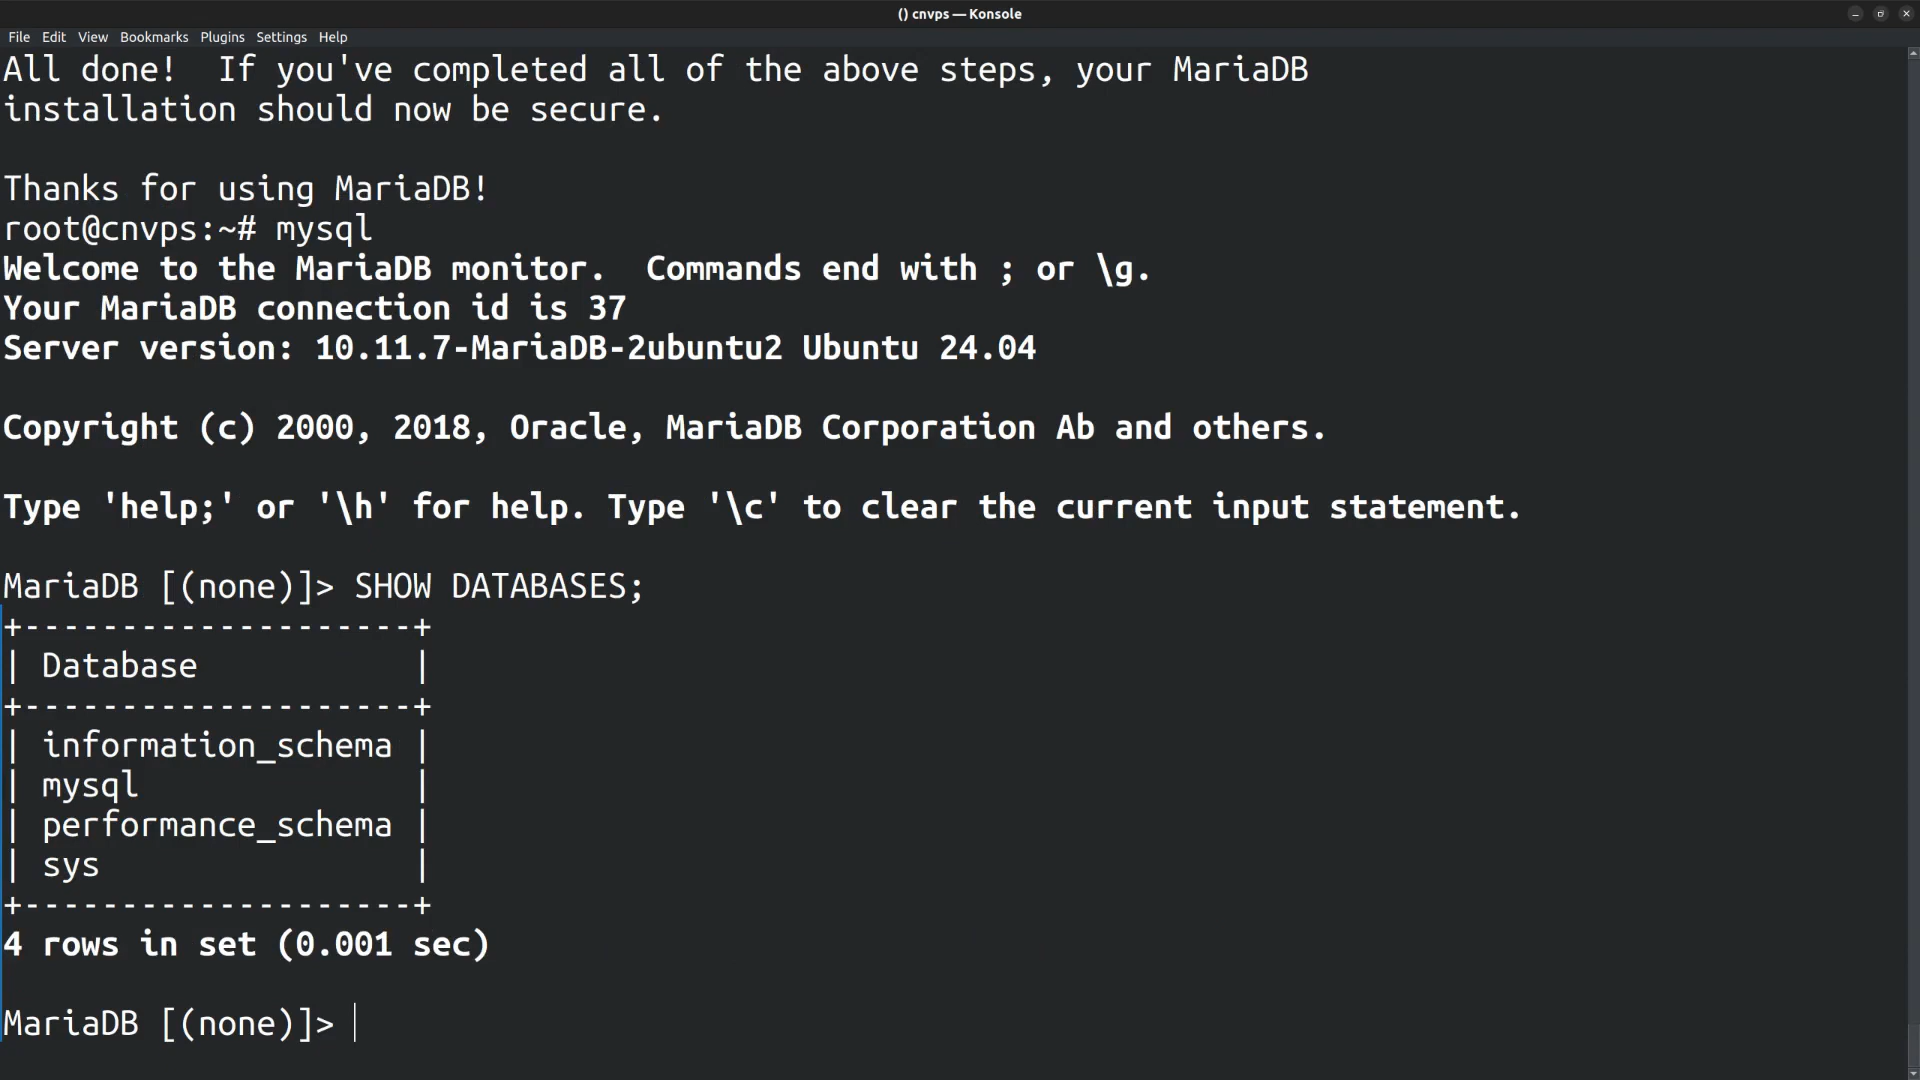 () cnvps — Konsole
File Edit View Bookmarks Plugins Settings Help
All done!  If you've completed all of the above steps, your MariaDB
installation should now be secure.
Thanks for using MariaDB!
root@cnvps:~# mysql
Welcome to the MariaDB monitor.  Commands end with ; or \g.
Your MariaDB connection id is 37
Server version: 10.11.7-MariaDB-2ubuntu2 Ubuntu 24.04
Copyright (c) 2000, 2018, Oracle, MariaDB Corporation Ab and others.
Type 'help;' or '\h' for help. Type '\c' to clear the current input statement.
MariaDB [(none)]> SHOW DATABASES;
+--------------------+
| Database           |
+--------------------+
| information_schema |
| mysql              |
| performance_schema |
| sys                |
+--------------------+
4 rows in set (0.001 sec)
MariaDB [(none)]>